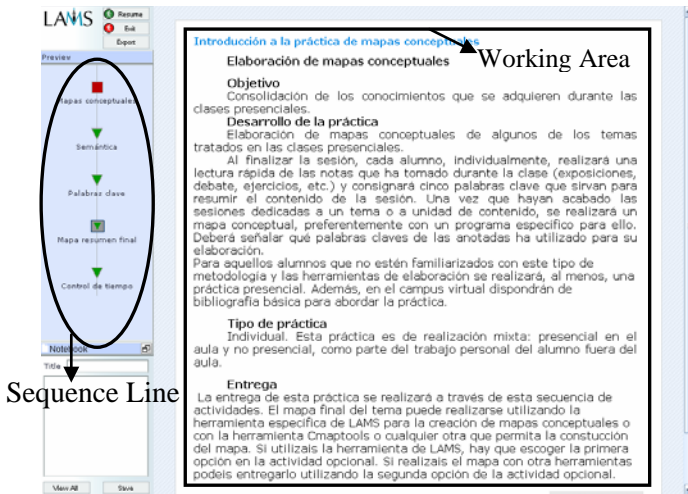 LAMS
Resume
Exit
Export
Preview
Mapas conceptuales
Semántica
Palabras clave
Mapa resumen final
Control de tiempo
Notebook
Title
View All
Save
Sequence Line
Working Area
Introducción a la práctica de mapas conceptuales
Elaboración de mapas conceptuales
Objetivo
Consolidación de los conocimientos que se adquieren durante las
clases presenciales.
Desarrollo de la práctica
Elaboración de mapas conceptuales de algunos de los temas
tratados en las clases presenciales.
Al finalizar la sesión, cada alumno, individualmente, realizará una
lectura rápida de las notas que ha tomado durante la clase (exposiciones,
debate, ejercicios, etc.) y consignará cinco palabras clave que sirvan para
resumir el contenido de la sesión. Una vez que hayan acabado las
sesiones dedicadas a un tema o a unidad de contenido, se realizará un
mapa conceptual, preferentemente con un programa específico para ello.
Deberá señalar qué palabras claves de las anotadas ha utilizado para su
elaboración.
Para aquellos alumnos que no estén familiarizados con este tipo de
metodología y las herramientas de elaboración se realizará, al menos, una
práctica presencial. Además, en el campus virtual dispondrán de
bibliografía básica para abordar la práctica.
Tipo de práctica
Individual. Esta práctica es de realización mixta: presencial en el
aula y no presencial, como parte del trabajo personal del alumno fuera del
aula.
Entrega
La entrega de esta práctica se realizará a través de esta secuencia de
actividades. El mapa final del tema puede realizarse utilizando la
herramienta específica de LAMS para la creación de mapas conceptuales o
con la herramienta Cmaptools o cualquier otra que permita la constucción
del mapa. Si utilizais la herramienta de LAMS, hay que escoger la primera
opción en la actividad opcional. Si realizais el mapa con otra herramientas
podeis entregarlo utilizando la segunda opción de la actividad opcional.